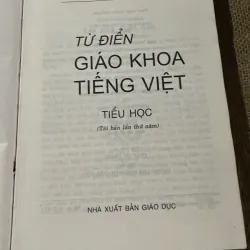 TỪ ĐIỂN
GIÁO KHOA
TIẾNG VIỆT
TIỂU HỌC
(Tái bản lần thứ năm)
NHÀ XUẤT BẢN GIÁO DỤC